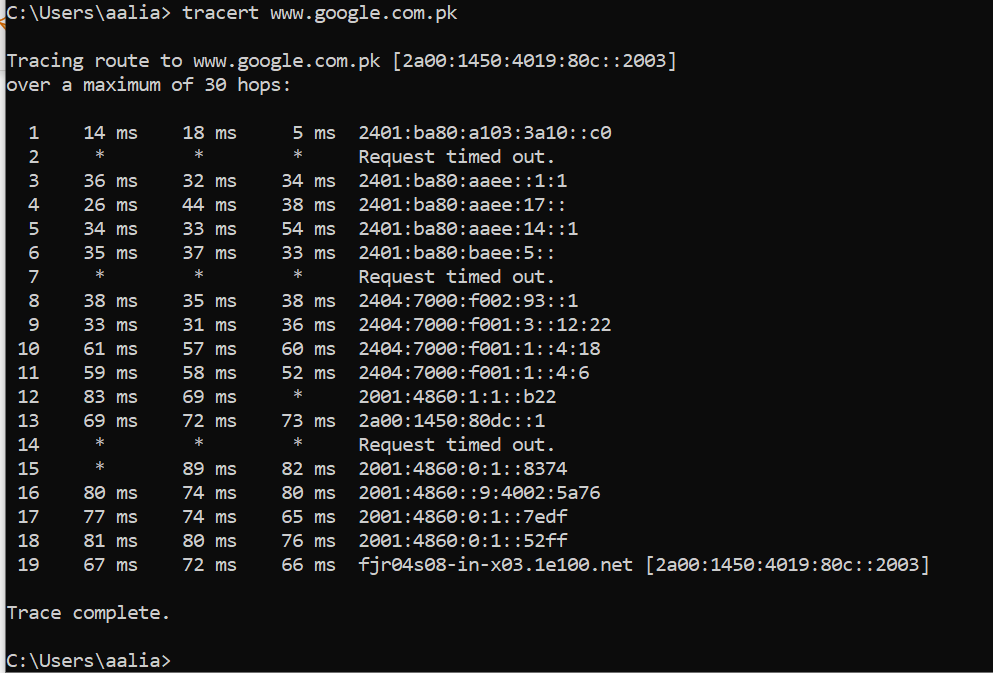 C:\Users\aalia> tracert www.google.com.pk
Tracing route to www.google.com.pk [2a00:1450:4019:80c::2003]
over a maximum of 30 hops:
1 14 ms 18 ms 5 ms 2401:ba80:a103:3a10::c0
2 * * * Request timed out.
3 36 ms 32 ms 34 ms 2401:ba80:aaee::1:1
4 26 ms 44 ms 38 ms 2401:ba80:aaee:17::
5 34 ms 33 ms 54 ms 2401:ba80:aaee:14::1
6 35 ms 37 ms 33 ms 2401:ba80:baee:5::
7 * * * Request timed out.
8 38 ms 35 ms 38 ms 2404:7000:f002:93::1
9 33 ms 31 ms 36 ms 2404:7000:f001:3::12:22
10 61 ms 57 ms 60 ms 2404:7000:f001:1::4:18
11 59 ms 58 ms 52 ms 2404:7000:f001:1::4:6
12 83 ms 69 ms * 2001:4860:1:1::b22
13 69 ms 72 ms 73 ms 2a00:1450:80dc::1
14 * * * Request timed out.
15 * 89 ms 82 ms 2001:4860:0:1::8374
16 80 ms 74 ms 80 ms 2001:4860::9:4002:5a76
17 77 ms 74 ms 65 ms 2001:4860:0:1::7edf
18 81 ms 80 ms 76 ms 2001:4860:0:1::52ff
19 67 ms 72 ms 66 ms fjr04s08-in-x03.1e100.net [2a00:1450:4019:80c::2003]
Trace complete.
C:\Users\aalia>